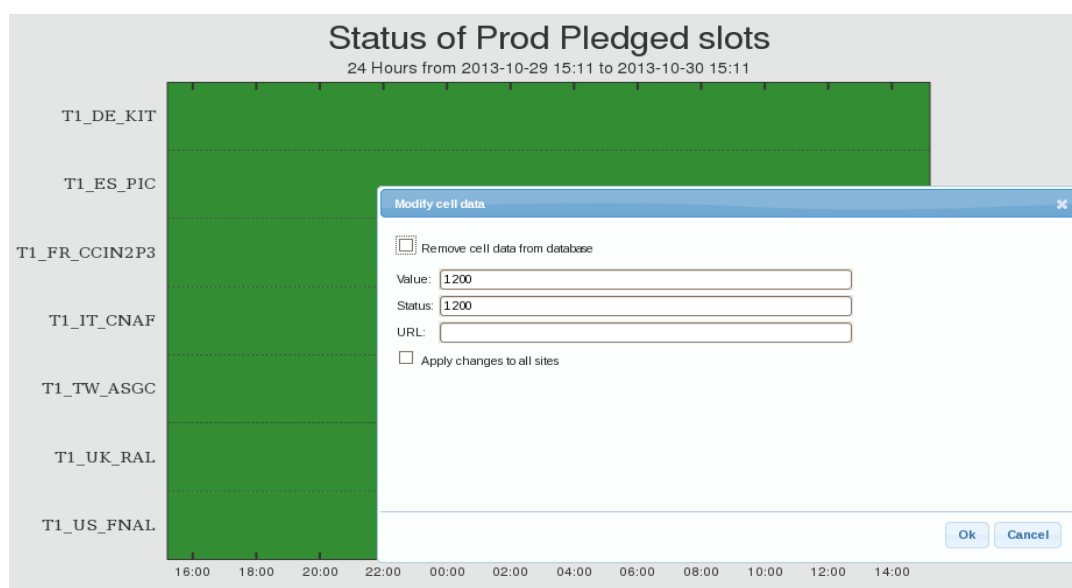 Status of Prod Pledged slots
24 Hours from 2013-10-29 15:11 to 2013-10-30 15:11
T1_DE_KIT
T1_ES_PIC
Modify cell data
T1_FR_CCIN2P3
Remove cell data from database
Value: 1200
Status: 1200
T1_IT_CNAF
URL:
Apply changes to all sites
T1_TW_ASGC
T1_UK_RAL
T1_US_FNAL
Ok Cancel
16:00 18:00 20:00 22:00 00:00 02:00 04:00 06:00 08:00 10:00 12:00 14:00